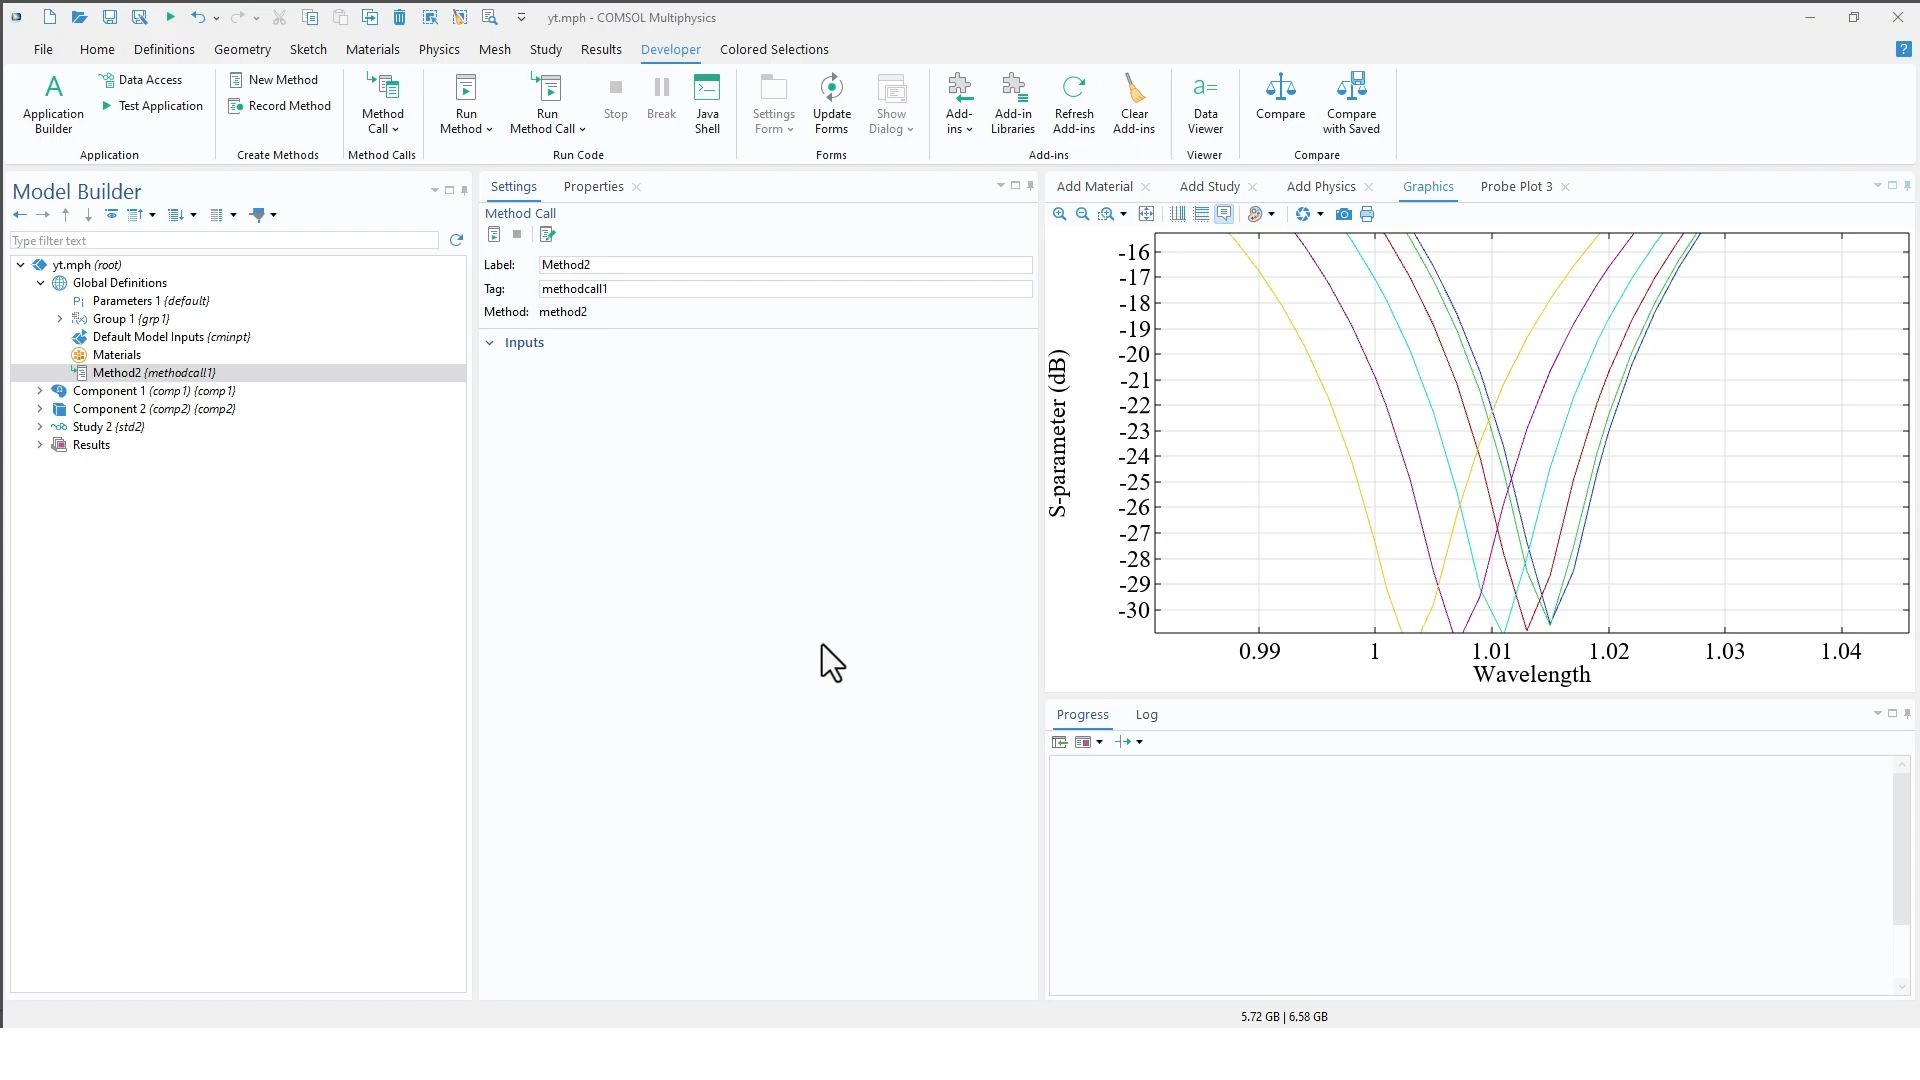 yt.mph - COMSOL Multiphysics
File Home Definitions Geometry Sketch Materials Physics Mesh Study Results Developer Colored Selections ?
Application Builder
Data Access
Test Application
Application
New Method
Record Method
Create Methods
Method Call
Method Calls
Run Method
Run Method Call
Stop
Break
Java Shell
Run Code
Settings Form
Update Forms
Show Dialog
Forms
Add-ins
Add-in Libraries
Refresh Add-ins
Clear Add-ins
Add-ins
a=
Data Viewer
Viewer
Compare
Compare with Saved
Compare
Model Builder
Type filter text
yt.mph (root)
Global Definitions
Pi Parameters 1 {default}
Group 1 {grp1}
Default Model Inputs {cminpt}
Materials
Method2 {methodcall1}
Component 1 (comp1) {comp1}
Component 2 (comp2) {comp2}
Study 2 {std2}
Results
Settings Properties
Method Call
Label: Method2
Tag: methodcall1
Method: method2
Inputs
Add Material Add Study Add Physics Graphics Probe Plot 3
-16
-17
-18
-19
-20
-21
-22
-23
-24
-25
-26
-27
-28
-29
-30
S-parameter (dB)
0.99 1 1.01 1.02 1.03 1.04
Wavelength
Progress Log
5.72 GB | 6.58 GB